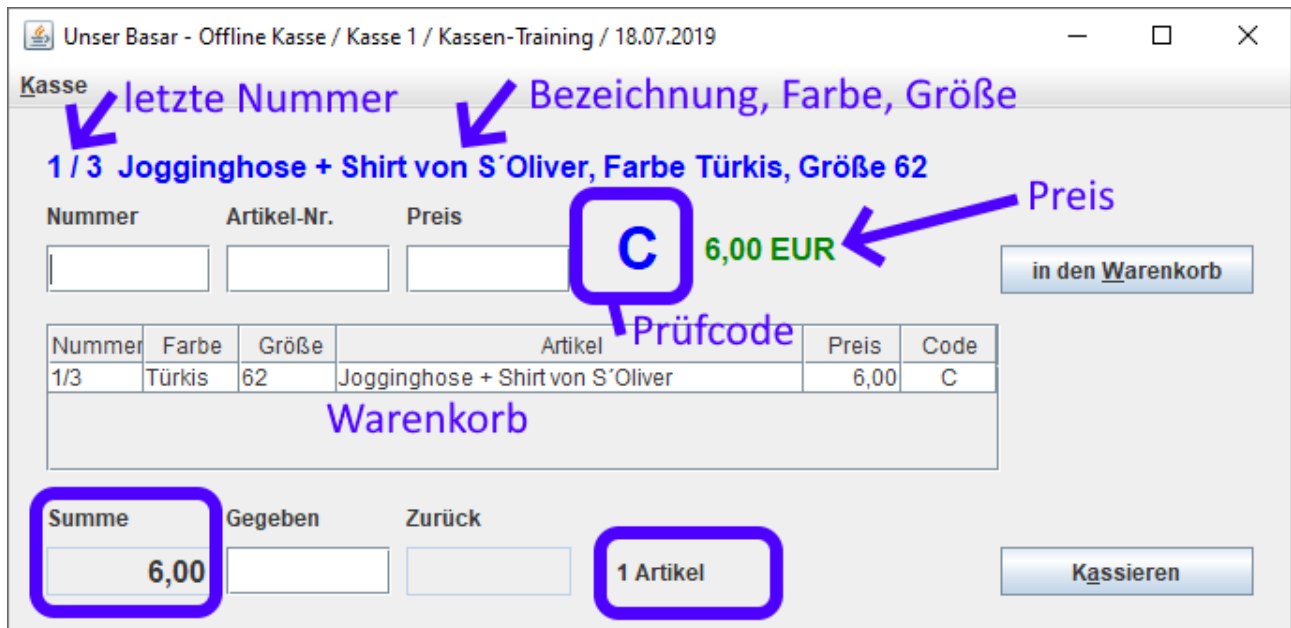 Unser Basar - Offline Kasse / Kasse 1 / Kassen-Training / 18.07.2019
Kasse
letzte Nummer
Bezeichnung, Farbe, Größe
1 / 3 Jogginghose + Shirt von S´Oliver, Farbe Türkis, Größe 62
Preis
Nummer Artikel-Nr. Preis
C
6,00 EUR
in den Warenkorb
Prüfcode
Nummer Farbe Größe Artikel Preis Code
1/3 Türkis 62 Jogginghose + Shirt von S´Oliver 6,00 C
Warenkorb
Summe Gegeben Zurück
6,00
1 Artikel
Kassieren